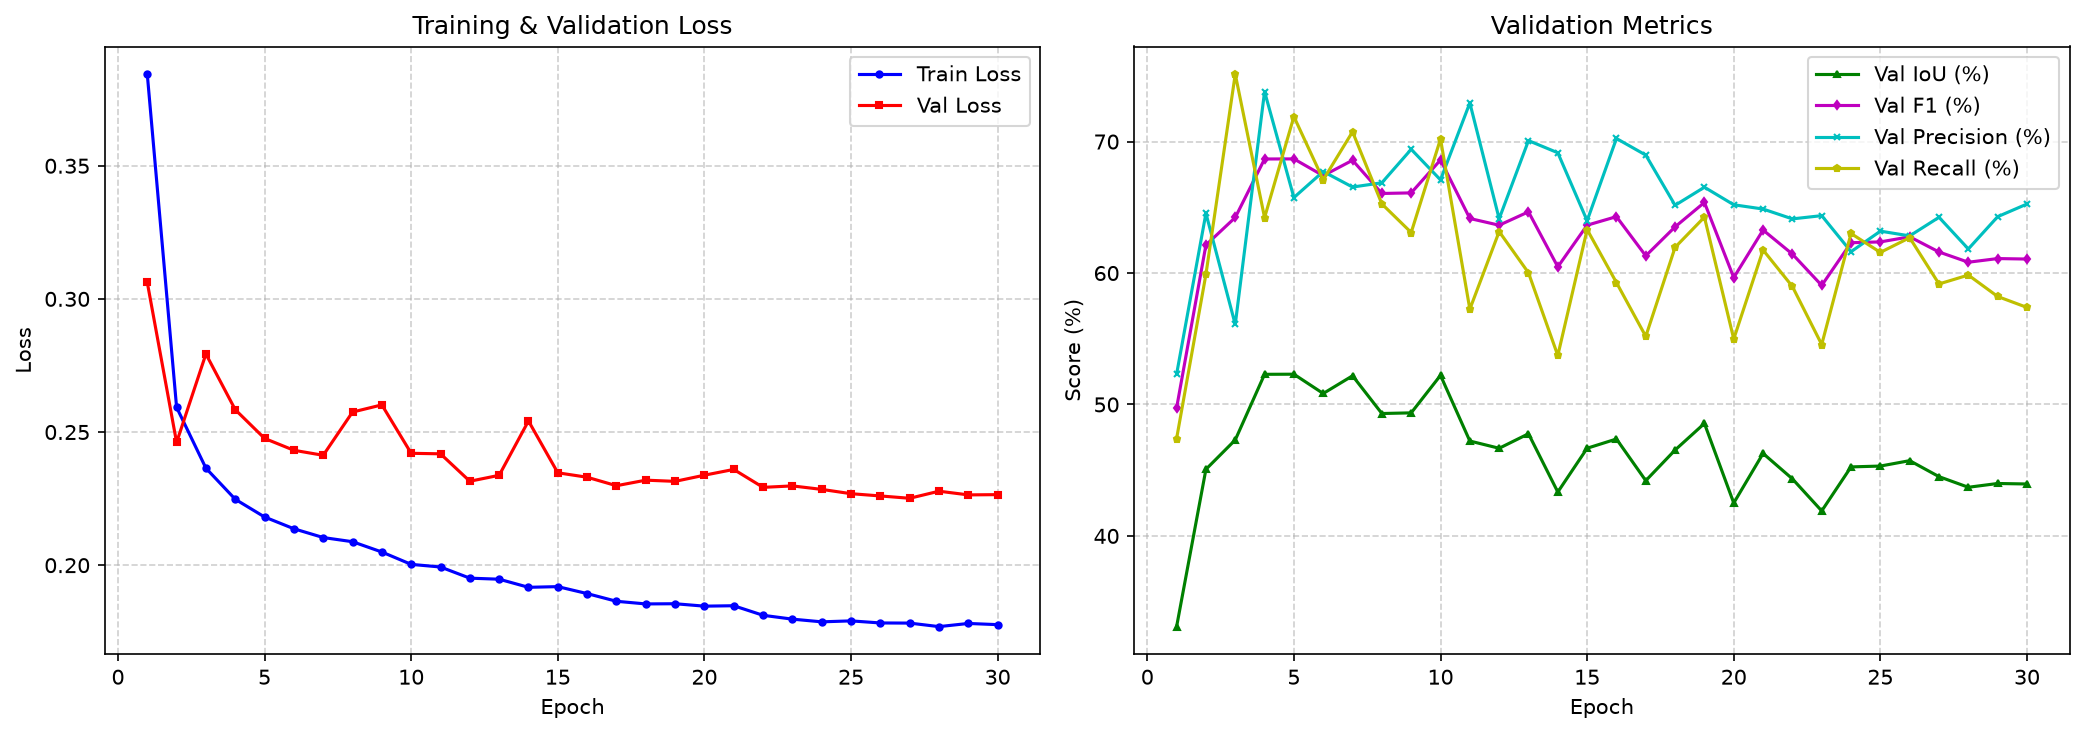 Training & Validation Loss
Train Loss
Val Loss
0.35
0.30
0.25
0.20
Loss
0 5 10 15 20 25 30
Epoch
Validation Metrics
Val IoU (%)
Val F1 (%)
Val Precision (%)
Val Recall (%)
70
60
50
40
Score (%)
0 5 10 15 20 25 30
Epoch